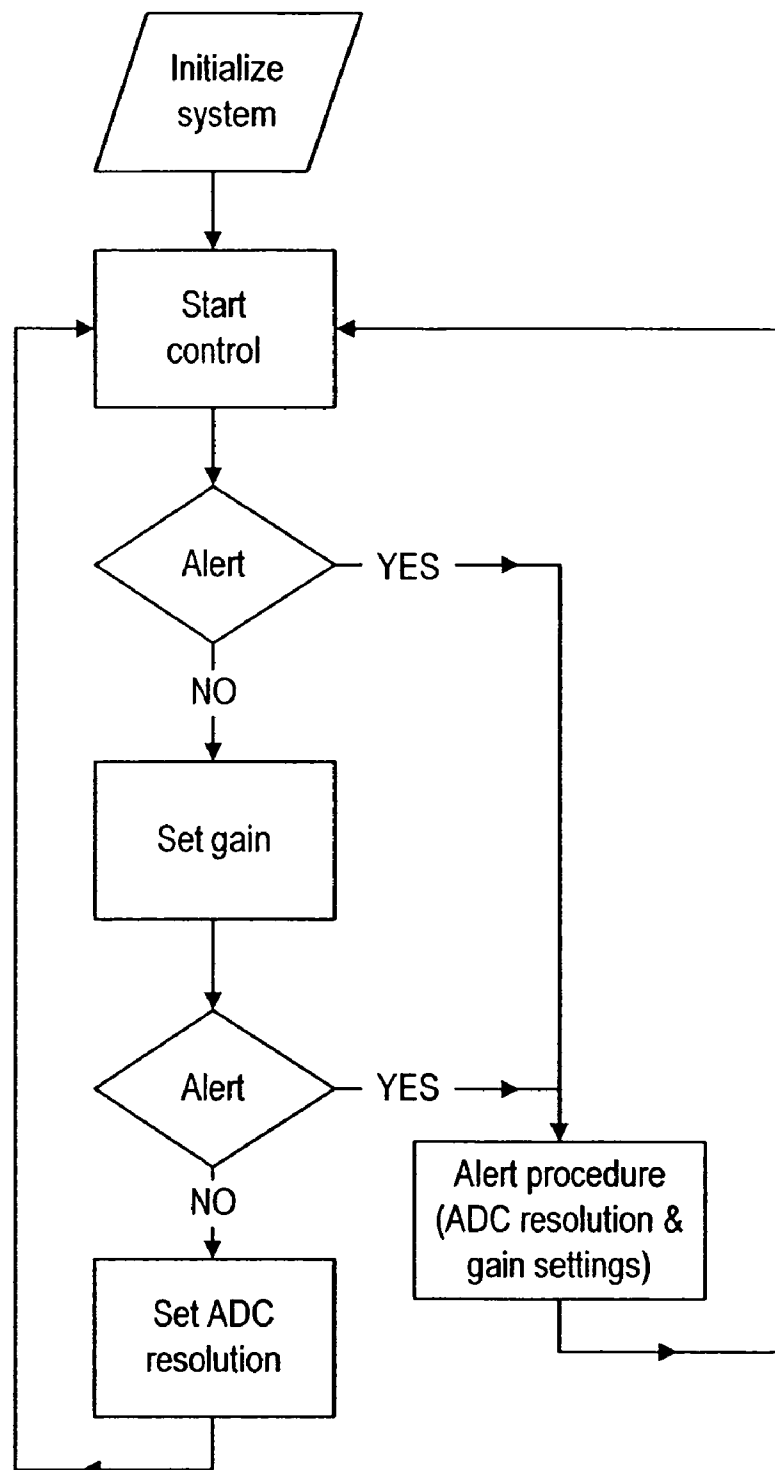 Initialize
system
Start
control
Alert
YES
NO
Set gain
Alert
YES
NO
Alert procedure
(ADC resolution &
gain settings)
Set ADC
resolution